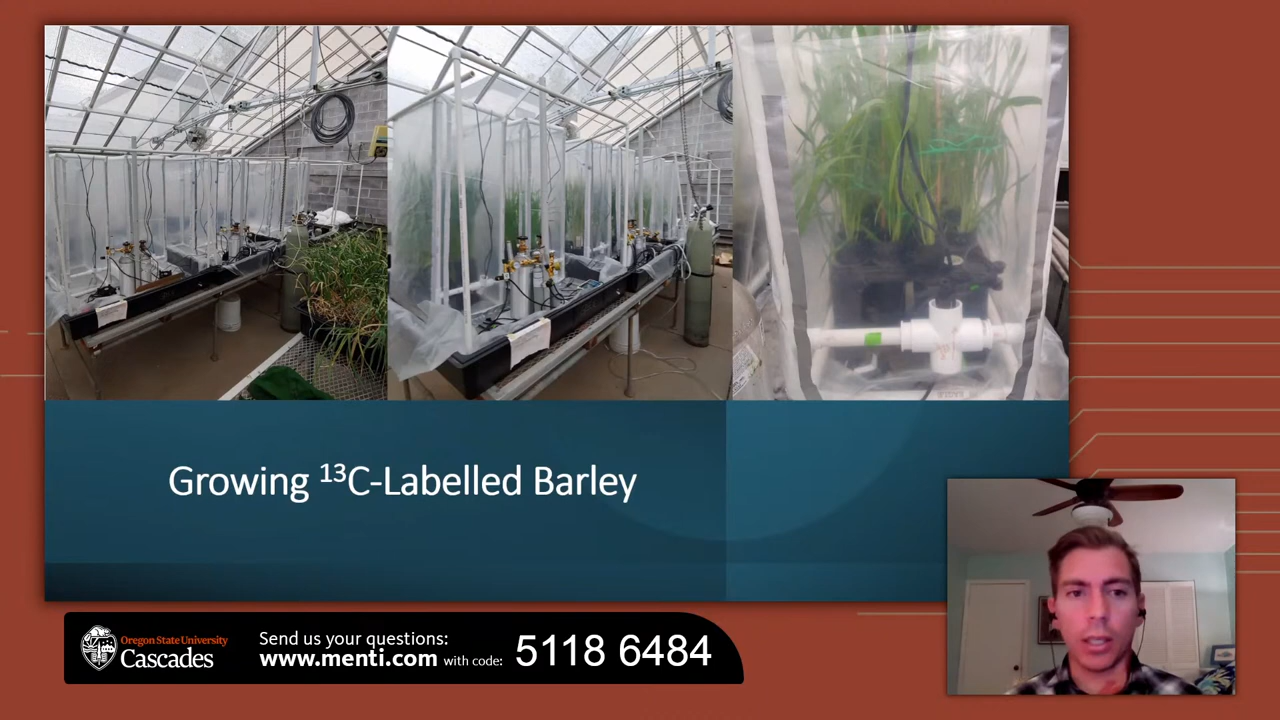 Growing ¹³C-Labelled Barley
Oregon State University
Cascades
Send us your questions:
www.menti.com with code:
5118 6484